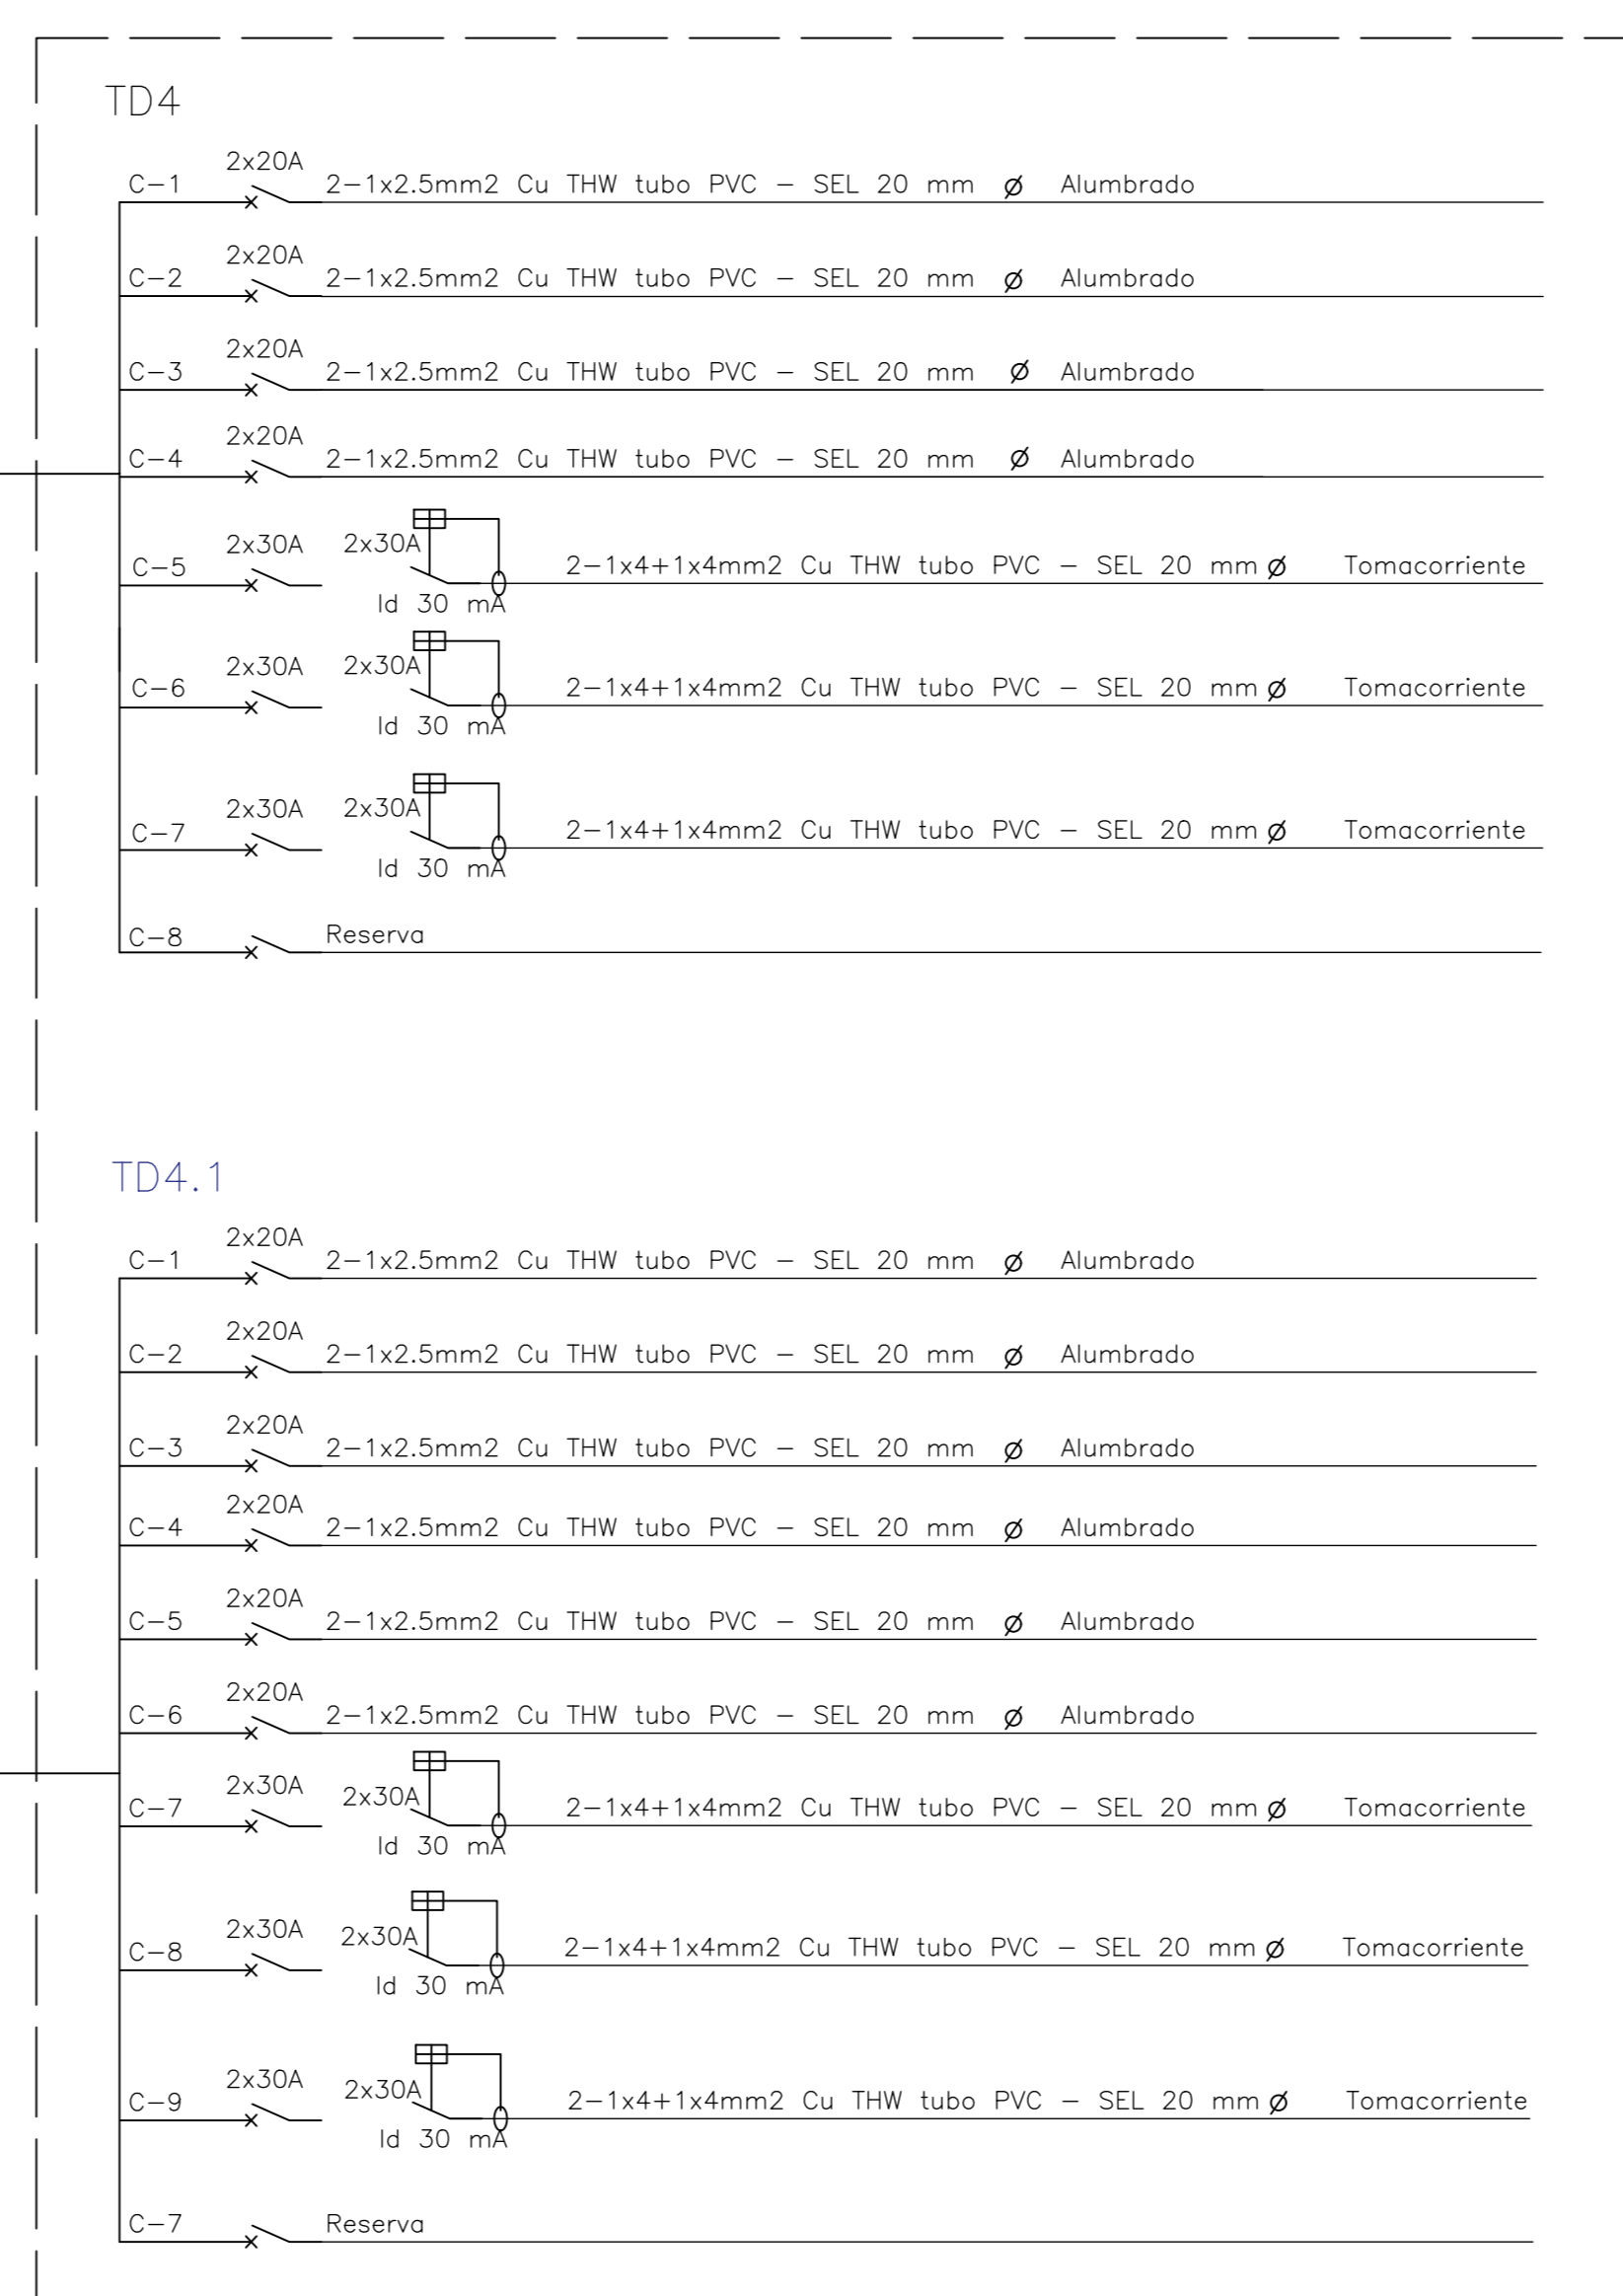 TD4
2x20A
C-1 2-1x2.5mm2 Cu THW tubo PVC - SEL 20 mm ø Alumbrado
2x20A
C-2 2-1x2.5mm2 Cu THW tubo PVC - SEL 20 mm ø Alumbrado
2x20A
C-3 2-1x2.5mm2 Cu THW tubo PVC - SEL 20 mm ø Alumbrado
2x20A
C-4 2-1x2.5mm2 Cu THW tubo PVC - SEL 20 mm ø Alumbrado
2x30A 2x30A
C-5 2-1x4+1x4mm2 Cu THW tubo PVC - SEL 20 mm ø Tomacorriente
Id 30 mA
2x30A 2x30A
C-6 2-1x4+1x4mm2 Cu THW tubo PVC - SEL 20 mm ø Tomacorriente
Id 30 mA
2x30A 2x30A
C-7 2-1x4+1x4mm2 Cu THW tubo PVC - SEL 20 mm ø Tomacorriente
Id 30 mA
C-8 Reserva
TD4.1
2x20A
C-1 2-1x2.5mm2 Cu THW tubo PVC - SEL 20 mm ø Alumbrado
2x20A
C-2 2-1x2.5mm2 Cu THW tubo PVC - SEL 20 mm ø Alumbrado
2x20A
C-3 2-1x2.5mm2 Cu THW tubo PVC - SEL 20 mm ø Alumbrado
2x20A
C-4 2-1x2.5mm2 Cu THW tubo PVC - SEL 20 mm ø Alumbrado
2x20A
C-5 2-1x2.5mm2 Cu THW tubo PVC - SEL 20 mm ø Alumbrado
2x20A
C-6 2-1x2.5mm2 Cu THW tubo PVC - SEL 20 mm ø Alumbrado
2x30A 2x30A
C-7 2-1x4+1x4mm2 Cu THW tubo PVC - SEL 20 mm ø Tomacorriente
Id 30 mA
2x30A 2x30A
C-8 2-1x4+1x4mm2 Cu THW tubo PVC - SEL 20 mm ø Tomacorriente
Id 30 mA
2x30A 2x30A
C-9 2-1x4+1x4mm2 Cu THW tubo PVC - SEL 20 mm ø Tomacorriente
Id 30 mA
C-7 Reserva